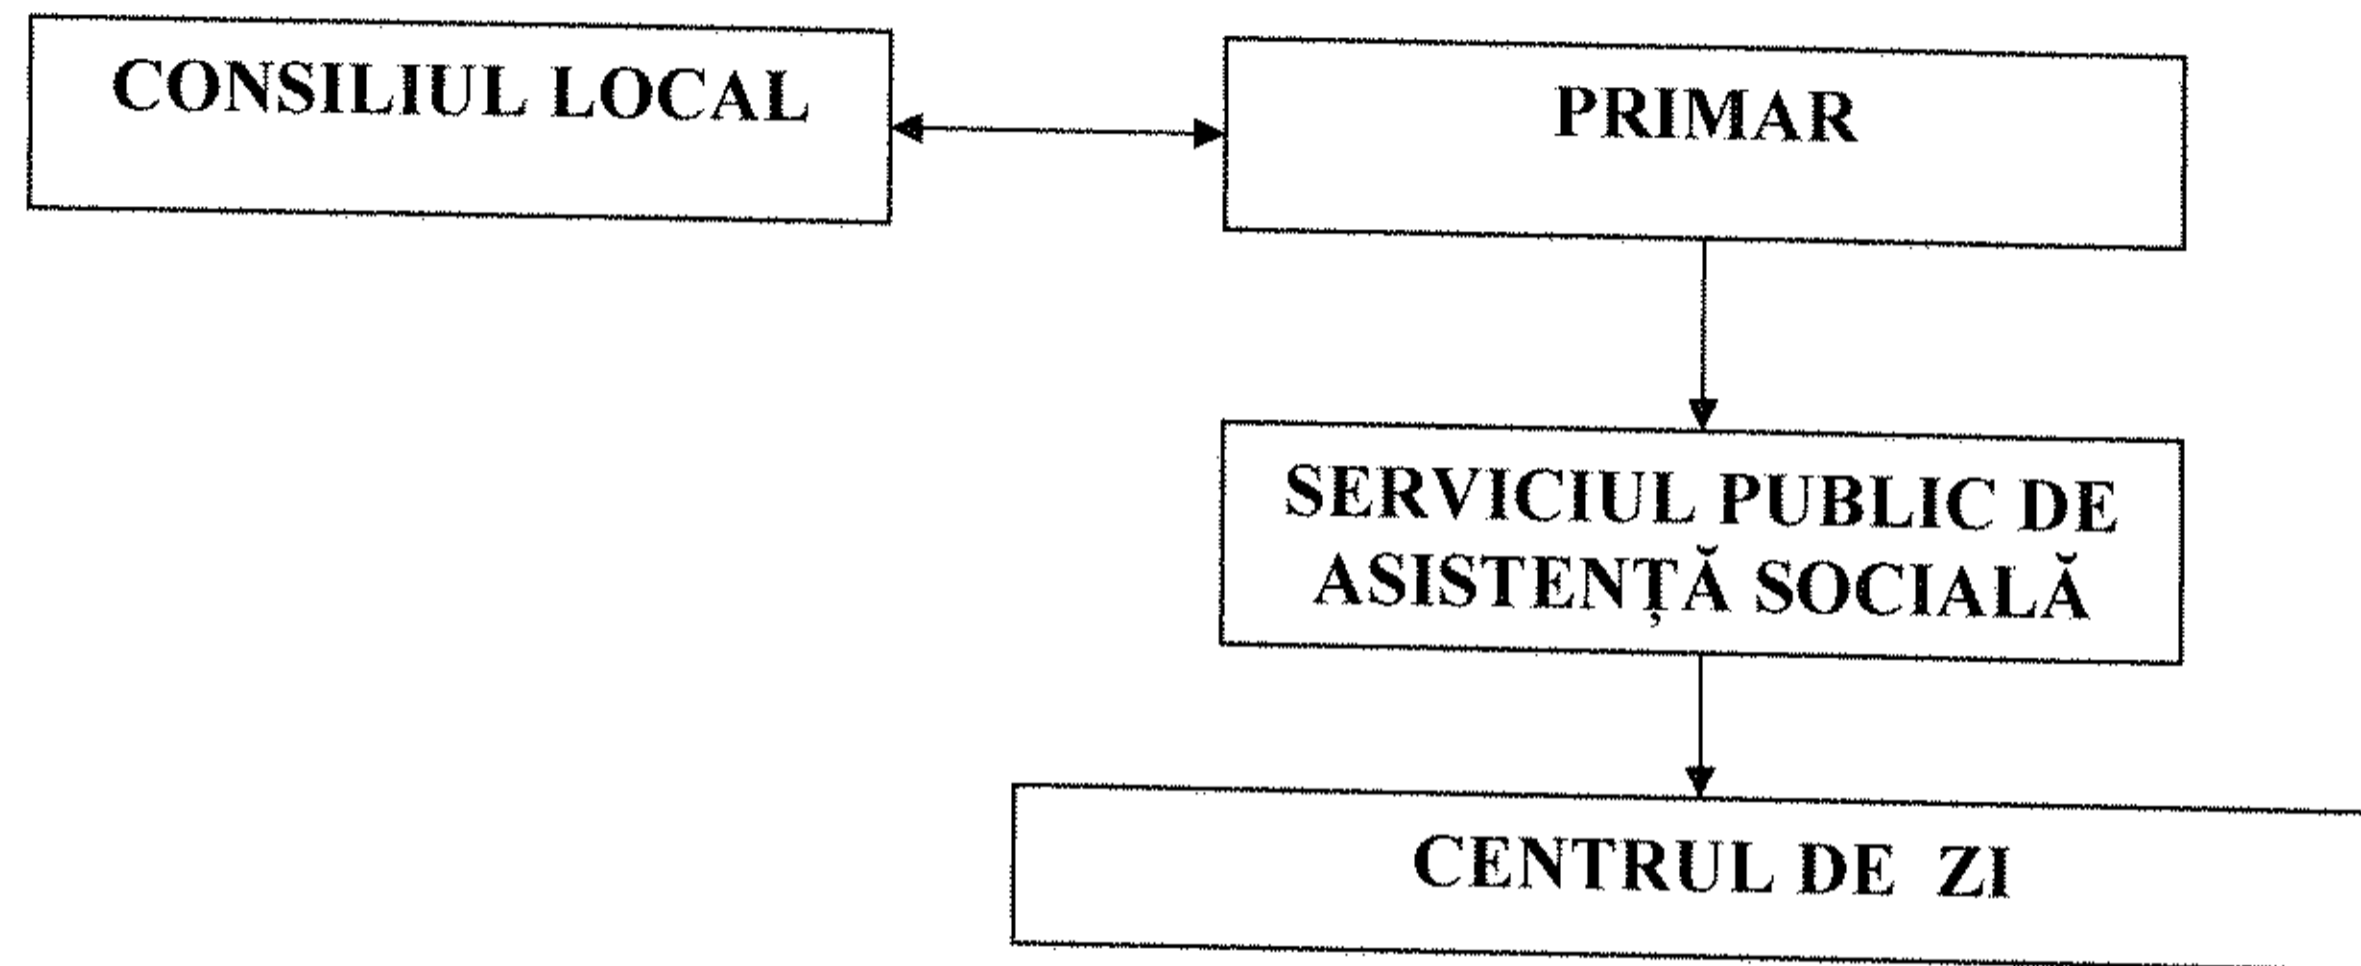 CONSILIUL LOCAL
PRIMAR
SERVICIUL PUBLIC DE
ASISTENȚĂ SOCIALĂ
CENTRUL DE ZI